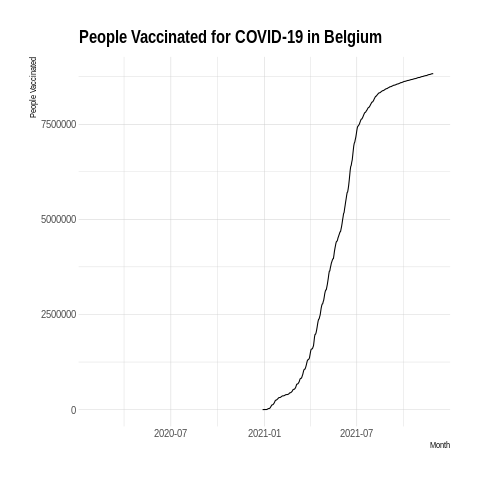 People Vaccinated for COVID-19 in Belgium
People Vaccinated
7500000
5000000
2500000
0
2020-07 2021-01 2021-07
Month